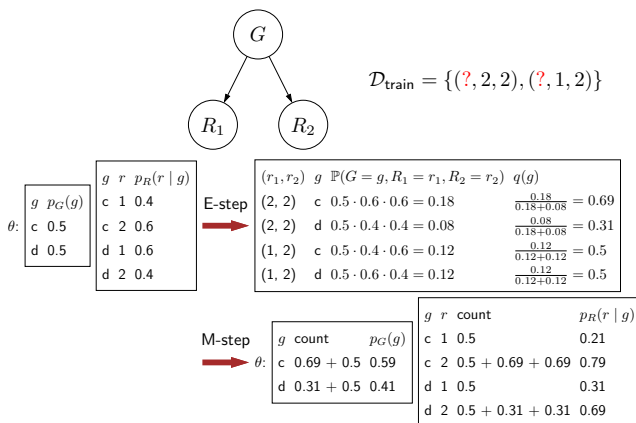 G
R₁ R₂
𝒟train = {(?, 2, 2), (?, 1, 2)}
θ:
g p_G(g)
c 0.5
d 0.5
g r p_R(r | g)
c 1 0.4
c 2 0.6
d 1 0.6
d 2 0.4
E-step
(r₁, r₂) g ℙ(G = g, R₁ = r₁, R₂ = r₂) q(g)
(2, 2) c 0.5 · 0.6 · 0.6 = 0.18 0.18/(0.18+0.08) = 0.69
(2, 2) d 0.5 · 0.4 · 0.4 = 0.08 0.08/(0.18+0.08) = 0.31
(1, 2) c 0.5 · 0.4 · 0.6 = 0.12 0.12/(0.12+0.12) = 0.5
(1, 2) d 0.5 · 0.6 · 0.4 = 0.12 0.12/(0.12+0.12) = 0.5
M-step
θ:
g count p_G(g)
c 0.69 + 0.5 0.59
d 0.31 + 0.5 0.41
g r count p_R(r | g)
c 1 0.5 0.21
c 2 0.5 + 0.69 + 0.69 0.79
d 1 0.5 0.31
d 2 0.5 + 0.31 + 0.31 0.69